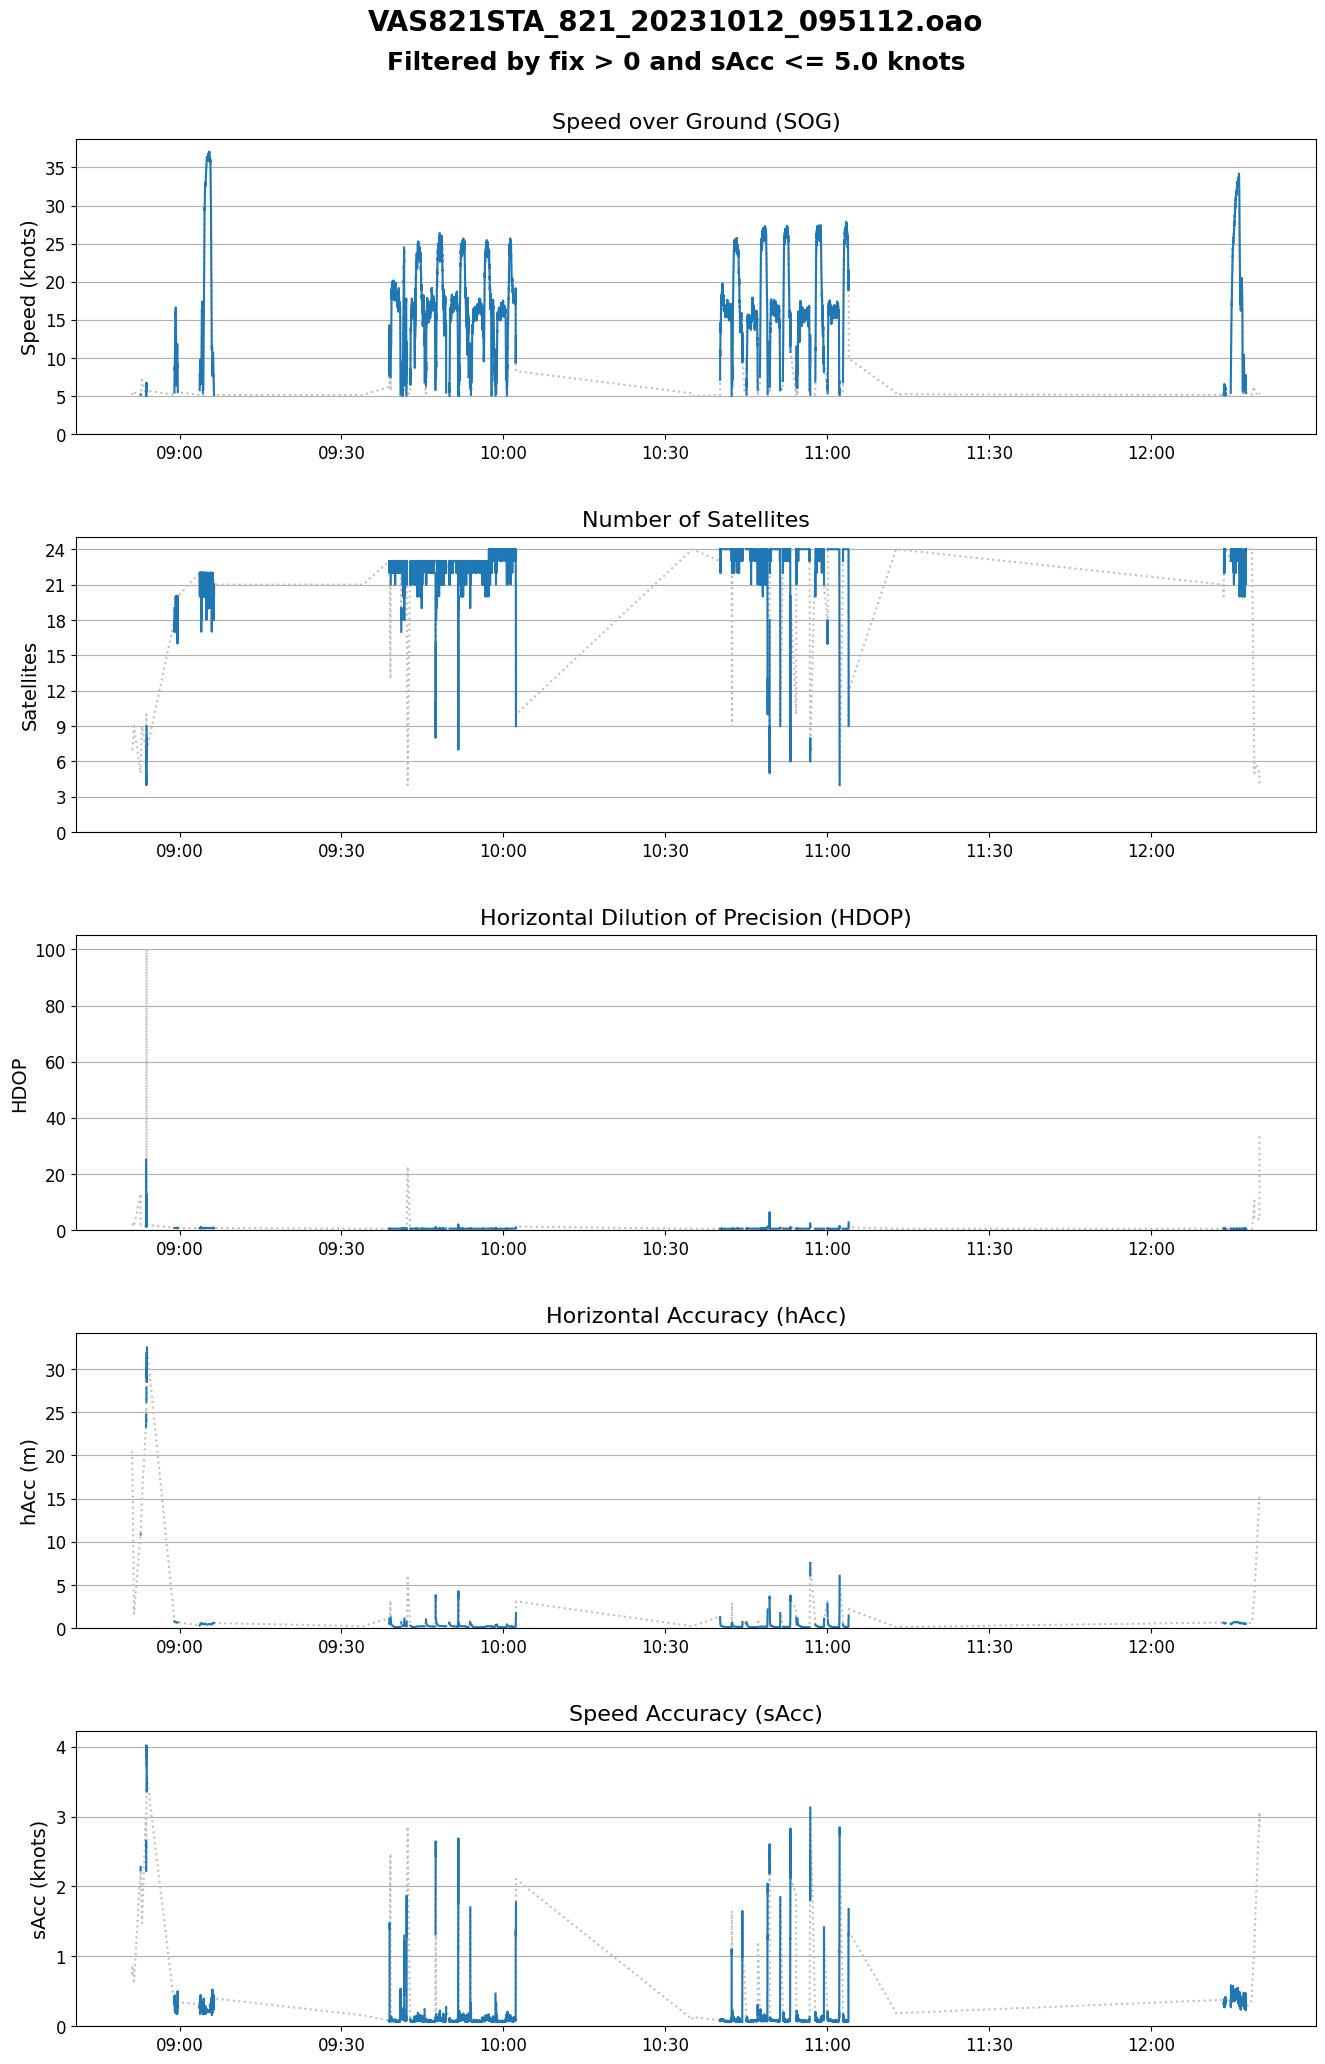 VAS821STA_821_20231012_095112.oao
Filtered by fix > 0 and sAcc <= 5.0 knots
Speed over Ground (SOG)
Speed (knots)
35
30
25
20
15
10
5
0
09:00 09:30 10:00 10:30 11:00 11:30 12:00
Number of Satellites
Satellites
24
21
18
15
12
9
6
3
0
09:00 09:30 10:00 10:30 11:00 11:30 12:00
Horizontal Dilution of Precision (HDOP)
HDOP
100
80
60
40
20
0
09:00 09:30 10:00 10:30 11:00 11:30 12:00
Horizontal Accuracy (hAcc)
hAcc (m)
30
25
20
15
10
5
0
09:00 09:30 10:00 10:30 11:00 11:30 12:00
Speed Accuracy (sAcc)
sAcc (knots)
4
3
2
1
0
09:00 09:30 10:00 10:30 11:00 11:30 12:00